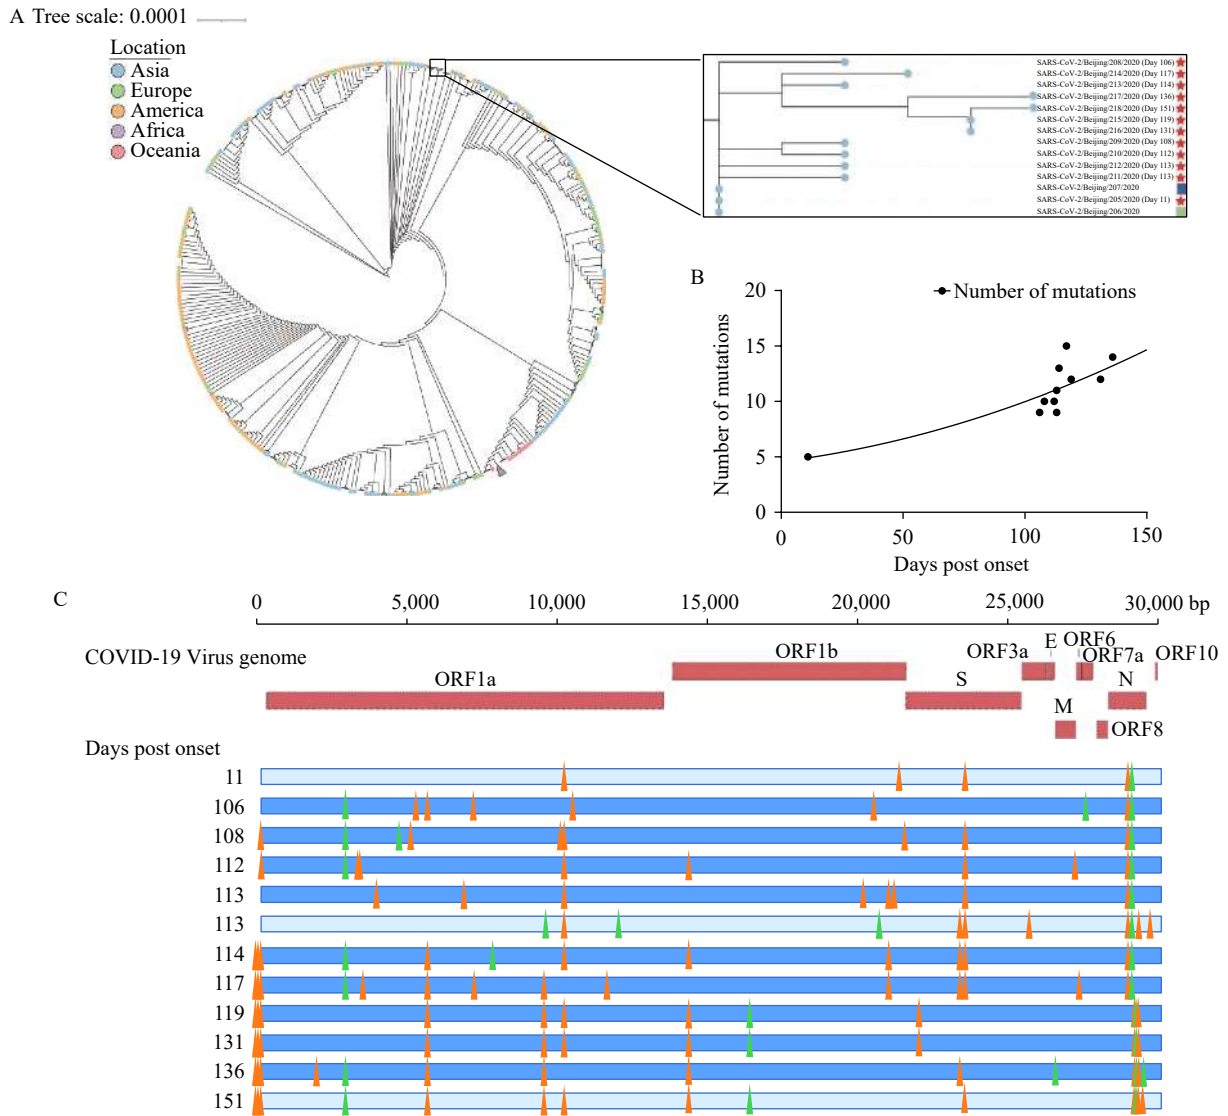 A Tree scale: 0.0001
Location
Asia
Europe
America
Africa
Oceania
SARS-CoV-2/Beijing/208/2020 (Day 106)
SARS-CoV-2/Beijing/214/2020 (Day 117)
SARS-CoV-2/Beijing/213/2020 (Day 114)
SARS-CoV-2/Beijing/217/2020 (Day 136)
SARS-CoV-2/Beijing/218/2020 (Day 151)
SARS-CoV-2/Beijing/215/2020 (Day 119)
SARS-CoV-2/Beijing/216/2020 (Day 131)
SARS-CoV-2/Beijing/209/2020 (Day 108)
SARS-CoV-2/Beijing/210/2020 (Day 112)
SARS-CoV-2/Beijing/212/2020 (Day 113)
SARS-CoV-2/Beijing/211/2020 (Day 113)
SARS-CoV-2/Beijing/207/2020
SARS-CoV-2/Beijing/205/2020 (Day 11)
SARS-CoV-2/Beijing/206/2020
B
Number of mutations
20
15
10
5
0
Number of mutations
0 50 100 150
Days post onset
C
0 5,000 10,000 15,000 20,000 25,000 30,000 bp
COVID-19 Virus genome
ORF1a
ORF1b
S
ORF3a
E
ORF6
ORF7a
ORF10
M
N
ORF8
Days post onset
11
106
108
112
113
113
114
117
119
131
136
151